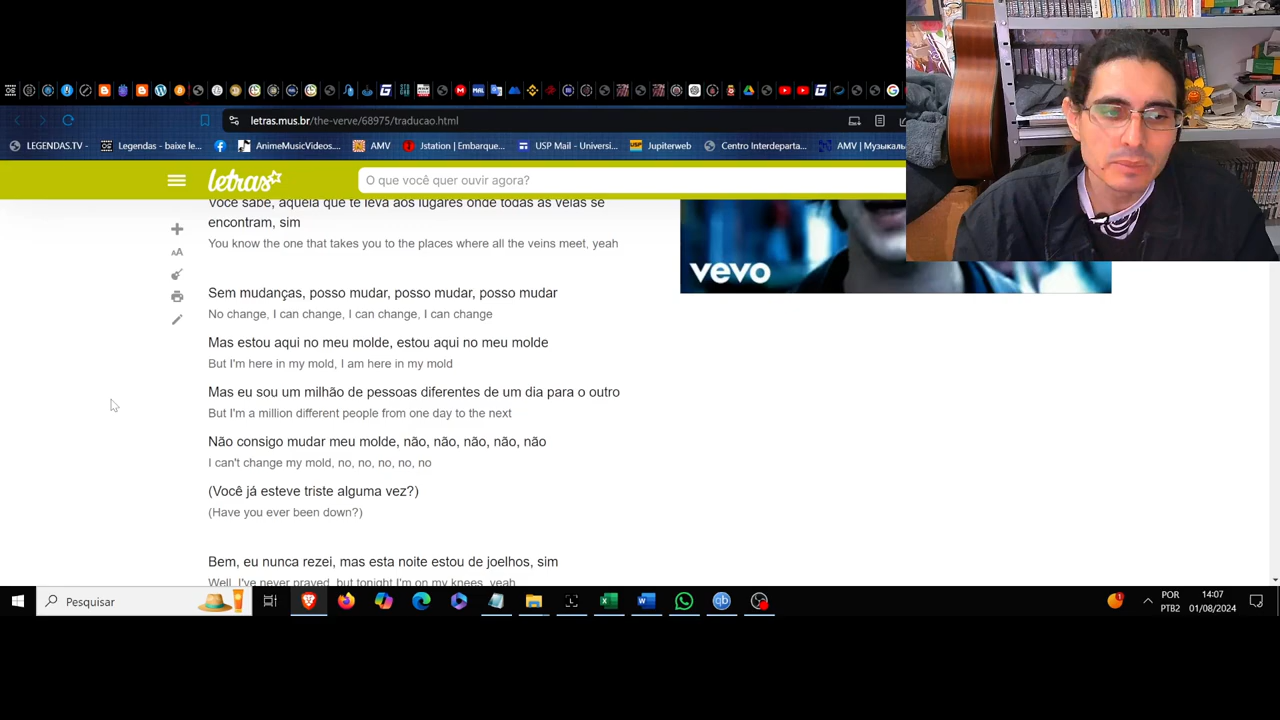 letras.mus.br/the-verve/68975/traducao.html
LEGENDAS.TV
Legendas - baixe le...
AnimeMusicVideos....
AMV
Jstation | Embarque...
USP Mail - Universi...
Jupiterweb
Centro Interdeparta...
AMV | Музыкаль
letras
O que você quer ouvir agora?
Você sabe, aquela que te leva aos lugares onde todas as veias se
encontram, sim
You know the one that takes you to the places where all the veins meet, yeah
vevo
Sem mudanças, posso mudar, posso mudar, posso mudar
No change, I can change, I can change, I can change
Mas estou aqui no meu molde, estou aqui no meu molde
But I'm here in my mold, I am here in my mold
Mas eu sou um milhão de pessoas diferentes de um dia para o outro
But I'm a million different people from one day to the next
Não consigo mudar meu molde, não, não, não, não, não
I can't change my mold, no, no, no, no, no
(Você já esteve triste alguma vez?)
(Have you ever been down?)
Bem, eu nunca rezei, mas esta noite estou de joelhos, sim
Well, I've never prayed, but tonight I'm on my knees, yeah
Pesquisar
POR
PTB2
14:07
01/08/2024